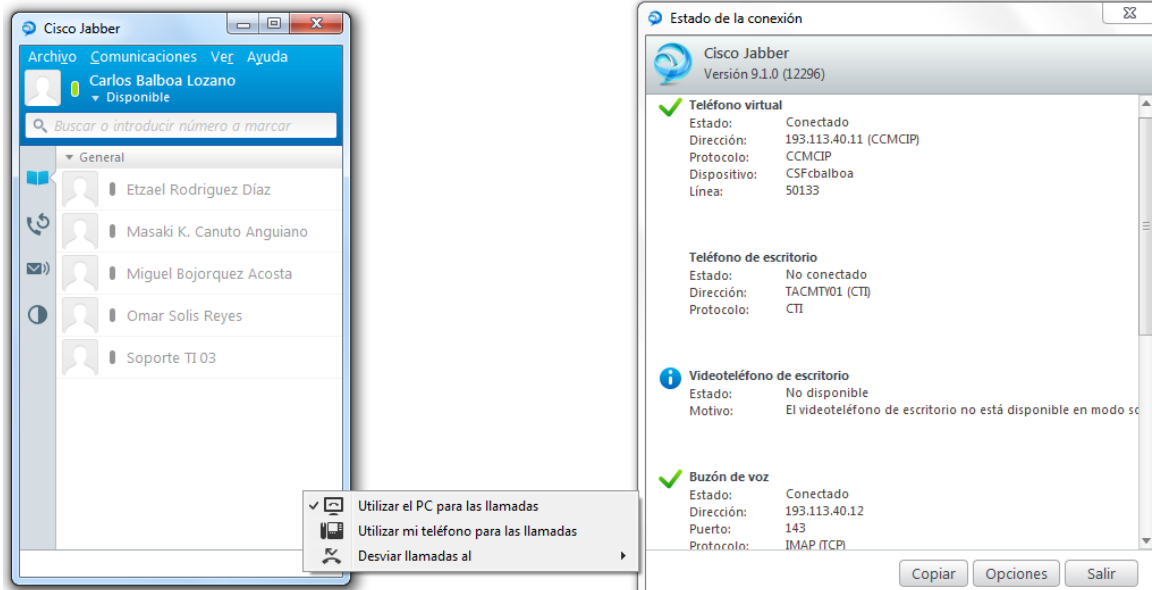 Cisco Jabber
Archivo Comunicaciones Ver Ayuda
Carlos Balboa Lozano
Disponible
Buscar o introducir número a marcar
General
Etzael Rodriguez Díaz
Masaki K. Canuto Anguiano
Miguel Bojorquez Acosta
Omar Solis Reyes
Soporte TI 03
Utilizar el PC para las llamadas
Utilizar mi teléfono para las llamadas
Desviar llamadas al
Estado de la conexión
Cisco Jabber
Versión 9.1.0 (12296)
Teléfono virtual
Estado: Conectado
Dirección: 193.113.40.11 (CCMCIP)
Protocolo: CCMCIP
Dispositivo: CSFcbalboa
Línea: 50133
Teléfono de escritorio
Estado: No conectado
Dirección: TACMTY01 (CTI)
Protocolo: CTI
Videoteléfono de escritorio
Estado: No disponible
Motivo: El videoteléfono de escritorio no está disponible en modo so
Buzón de voz
Estado: Conectado
Dirección: 193.113.40.12
Puerto: 143
Protocolo: IMAP (TCP)
Copiar Opciones Salir